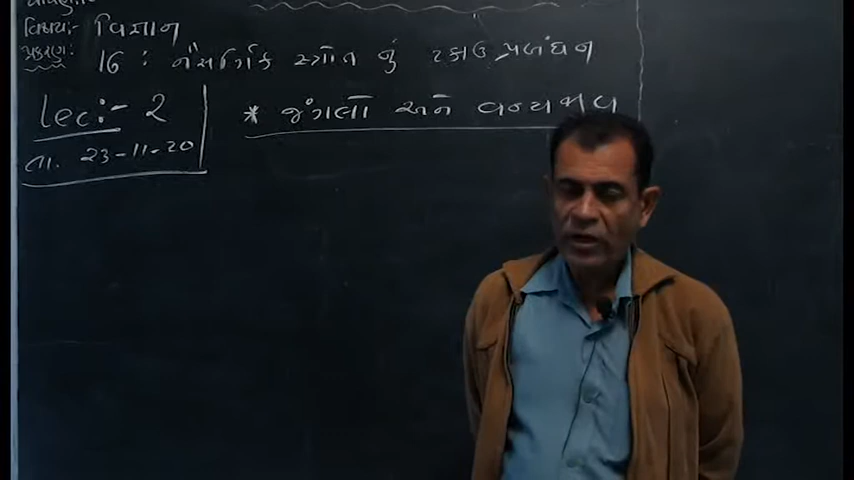 વિષય:- વિજ્ઞાન
પ્રકરણ:
16 : નૈસર્ગિક સ્ત્રોત નું ટકાઉ પ્રબંધન
Lec:- 2
* જંગલો અને વન્યજીવ
તા. 23-11-20